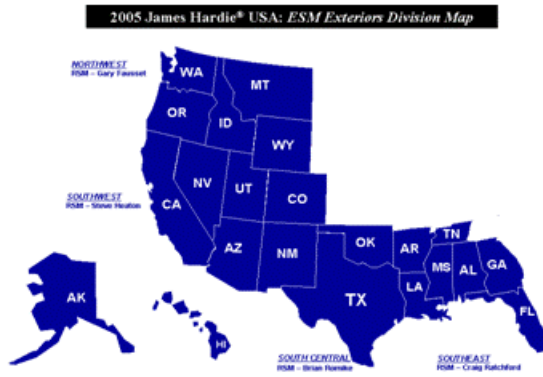 2005 James Hardie® USA: ESM Exteriors Division Map
NORTHWEST
RSM – Gary Fausset
WA
MT
OR
ID
WY
SOUTHWEST
RSM – Steve Heaton
NV
UT
CO
CA
AZ
NM
OK
AR
TN
TX
LA
MS
AL
GA
FL
AK
HI
SOUTH CENTRAL
RSM – Brian Romike
SOUTHEAST
RSM – Craig Ratchford